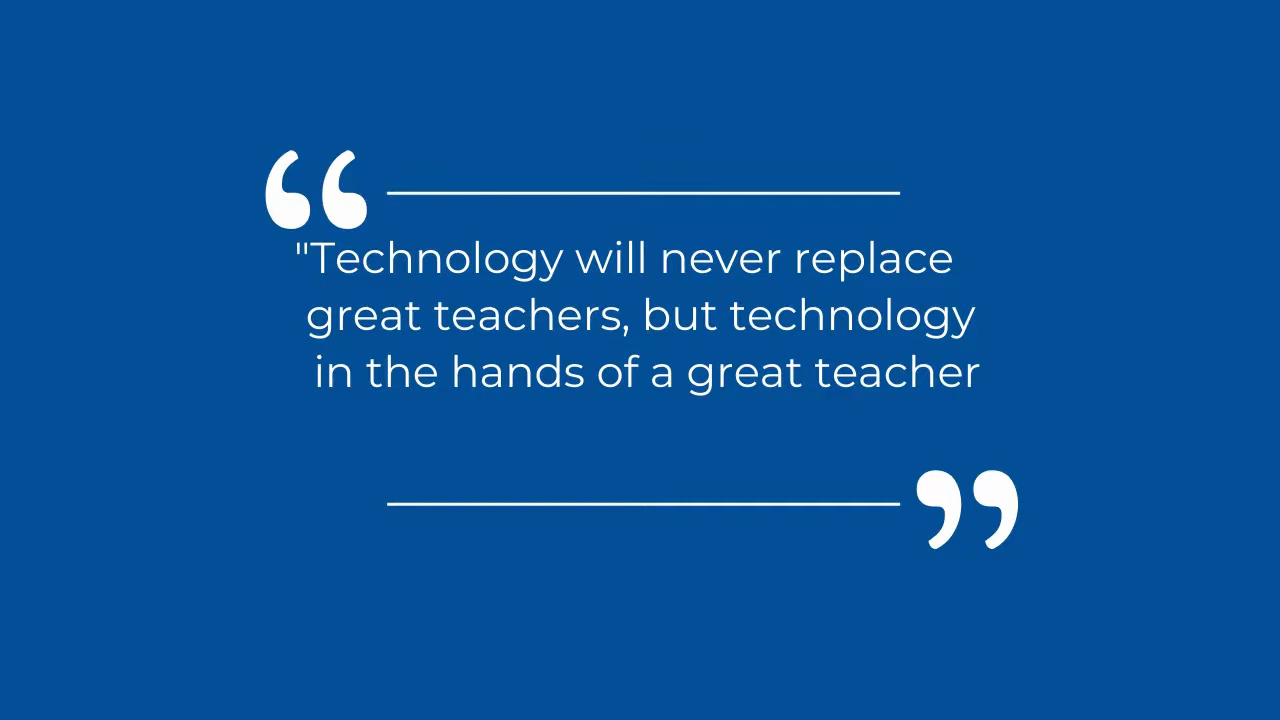 "Technology will never replace
great teachers, but technology
in the hands of a great teacher